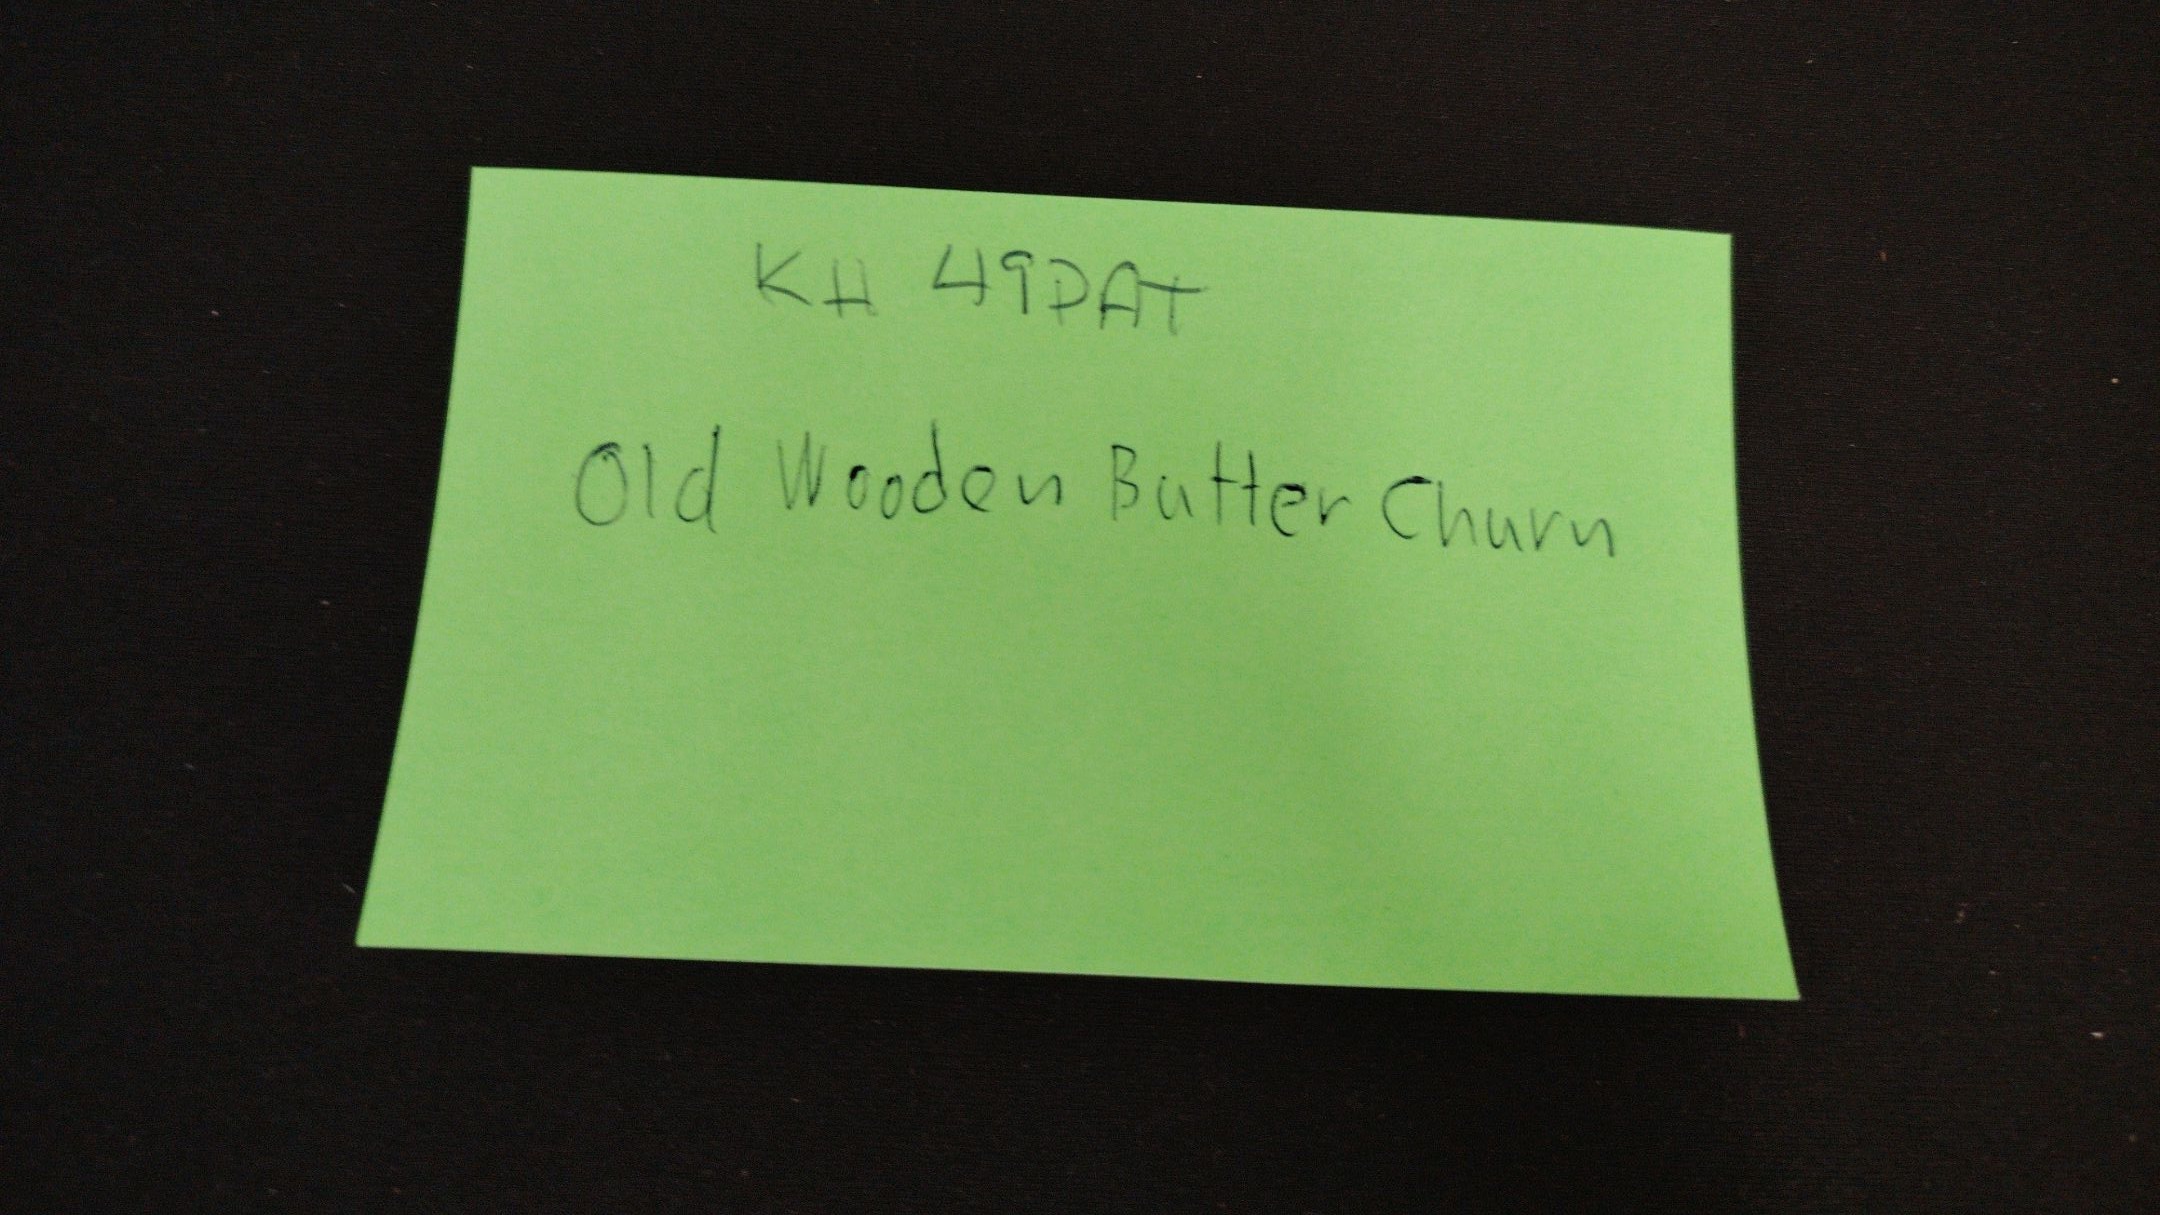 KH 49PAT
Old Wooden Butter Churn